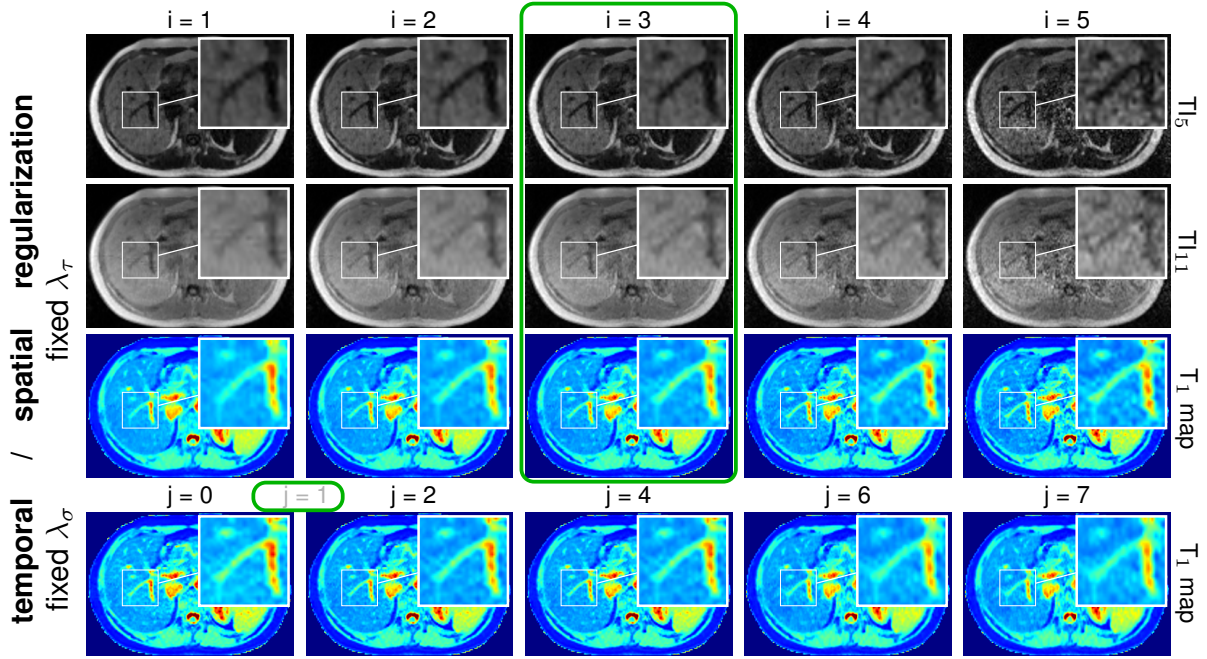 i = 1 i = 2 i = 3 i = 4 i = 5
TI₅
TI₁₁
T₁ map
temporal / spatial regularization
fixed λσ fixed λτ
j=0 j = 1 j = 2 j = 4 j = 6 j = 7
T₁ map